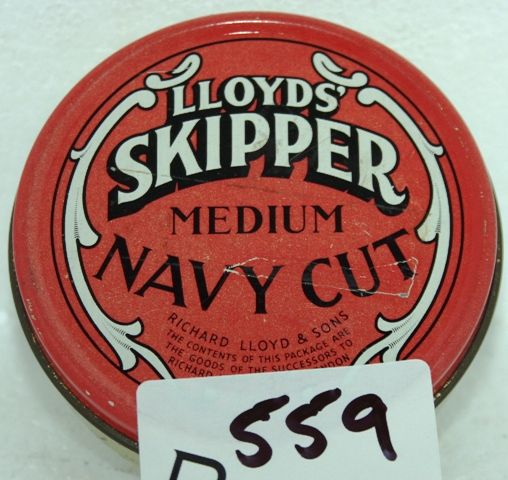 LLOYDS'
SKIPPER
MEDIUM
NAVY CUT
RICHARD LLOYD & SONS
THE CONTENTS OF THIS PACKAGE ARE
THE GOODS OF THE SUCCESSORS TO
RICHARD
559